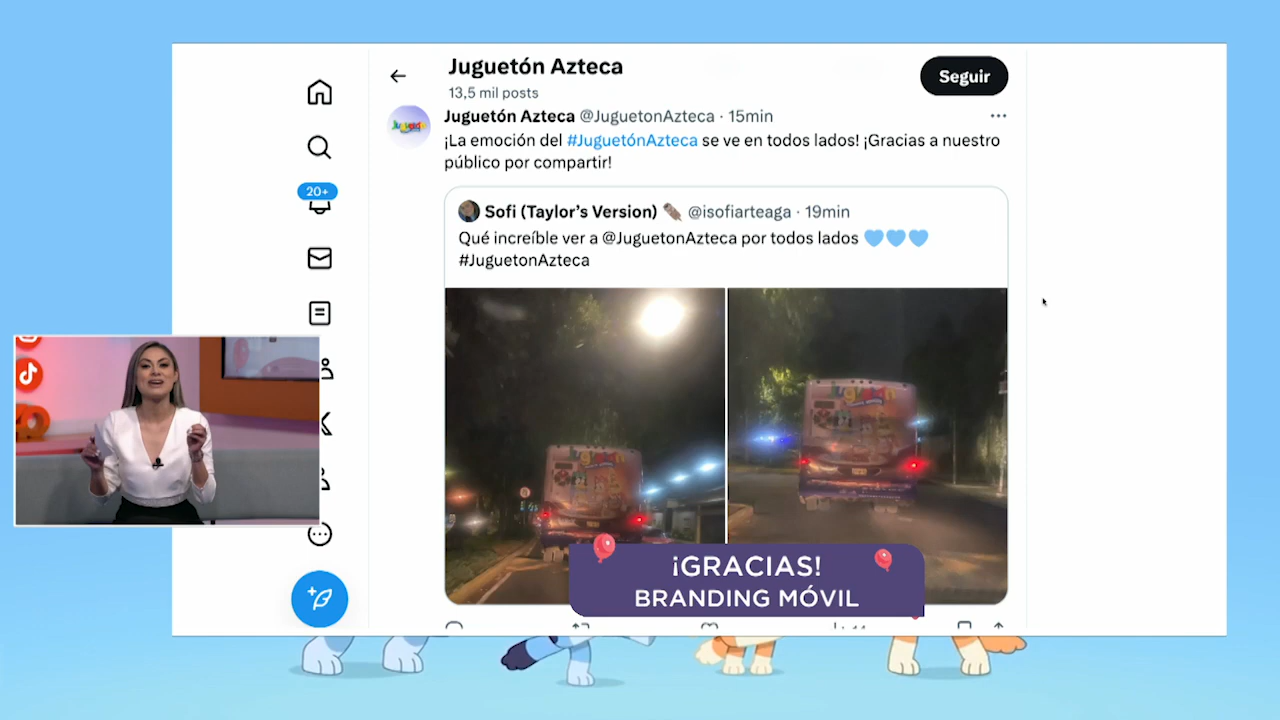 Juguetón Azteca
13,5 mil posts
Seguir
Juguetón Azteca @JuguetonAzteca · 15min
¡La emoción del #JuguetónAzteca se ve en todos lados! ¡Gracias a nuestro
público por compartir!
20+
Sofi (Taylor's Version) @isofiarteaga · 19min
Qué increíble ver a @JuguetonAzteca por todos lados
#JuguetonAzteca
Juguetón
Juguetón
¡GRACIAS!
BRANDING MÓVIL